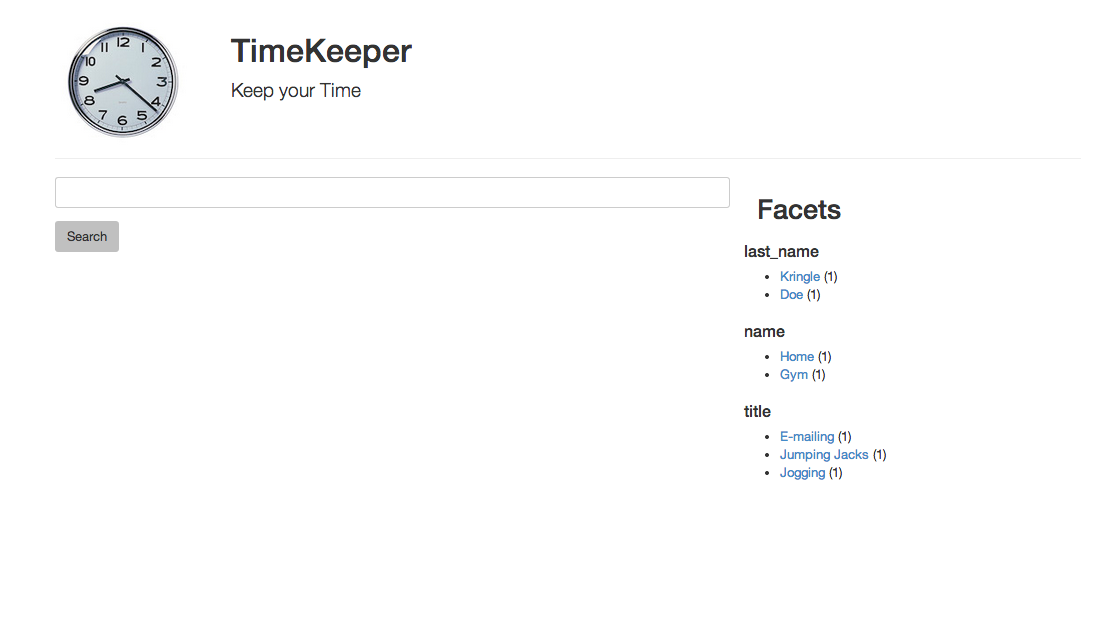 12
11 1
10 2
9 3
8 4
7 5
6
TimeKeeper
Keep your Time
Search
Facets
last_name
Kringle (1)
Doe (1)
name
Home (1)
Gym (1)
title
E-mailing (1)
Jumping Jacks (1)
Jogging (1)